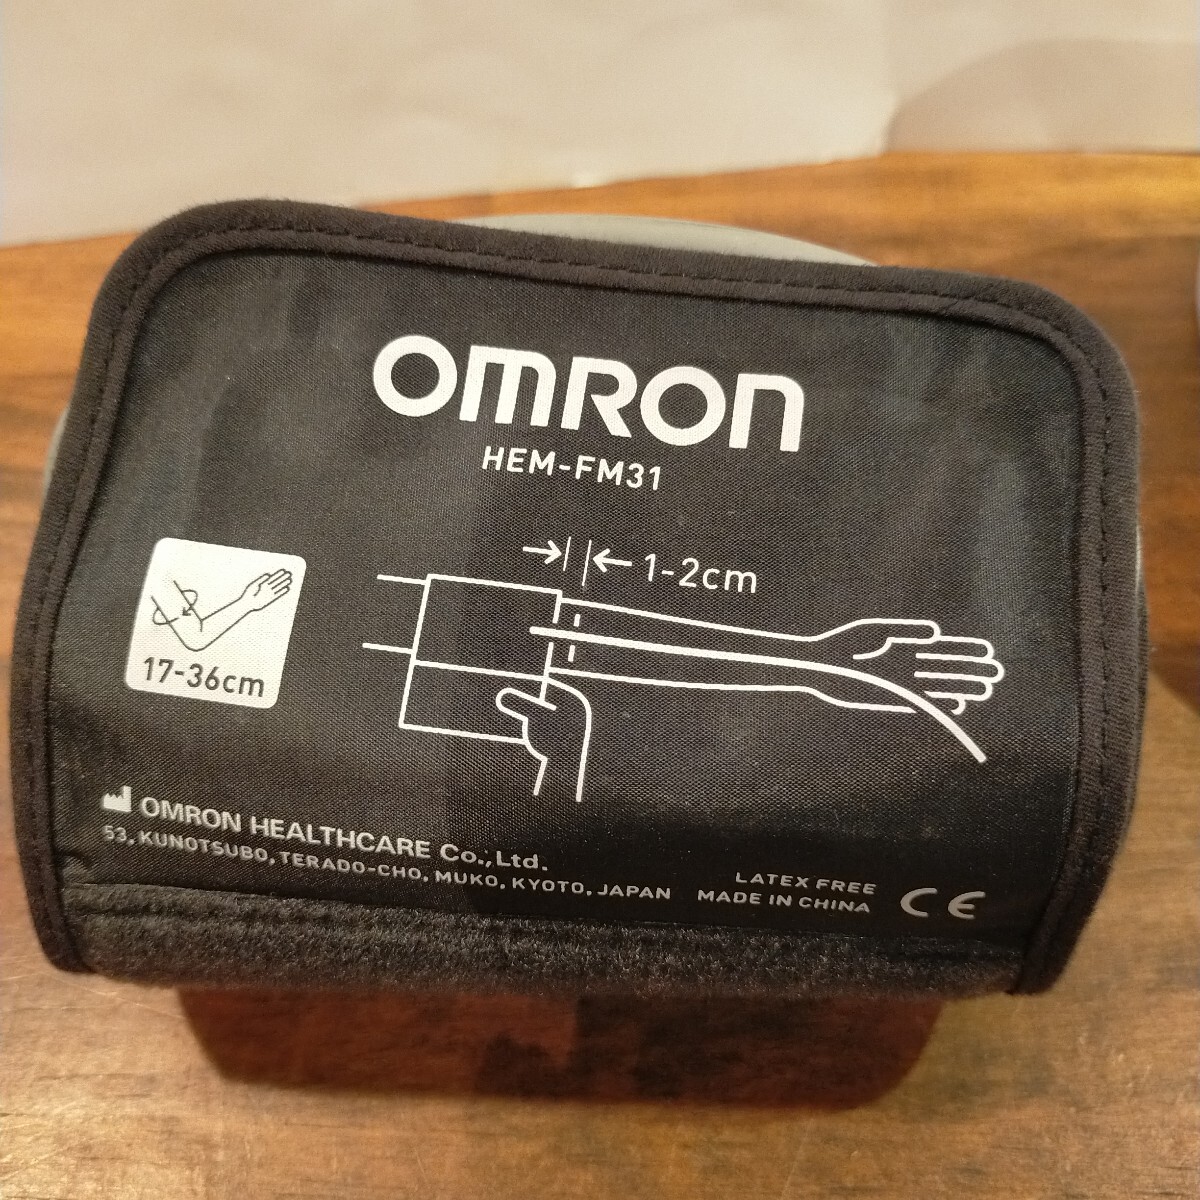 OMRON
HEM-FM31
1-2cm
17-36cm
OMRON HEALTHCARE Co.,Ltd.
53, KUNOTSUBO, TERADO-CHO, MUKO, KYOTO, JAPAN
LATEX FREE
MADE IN CHINA
CE